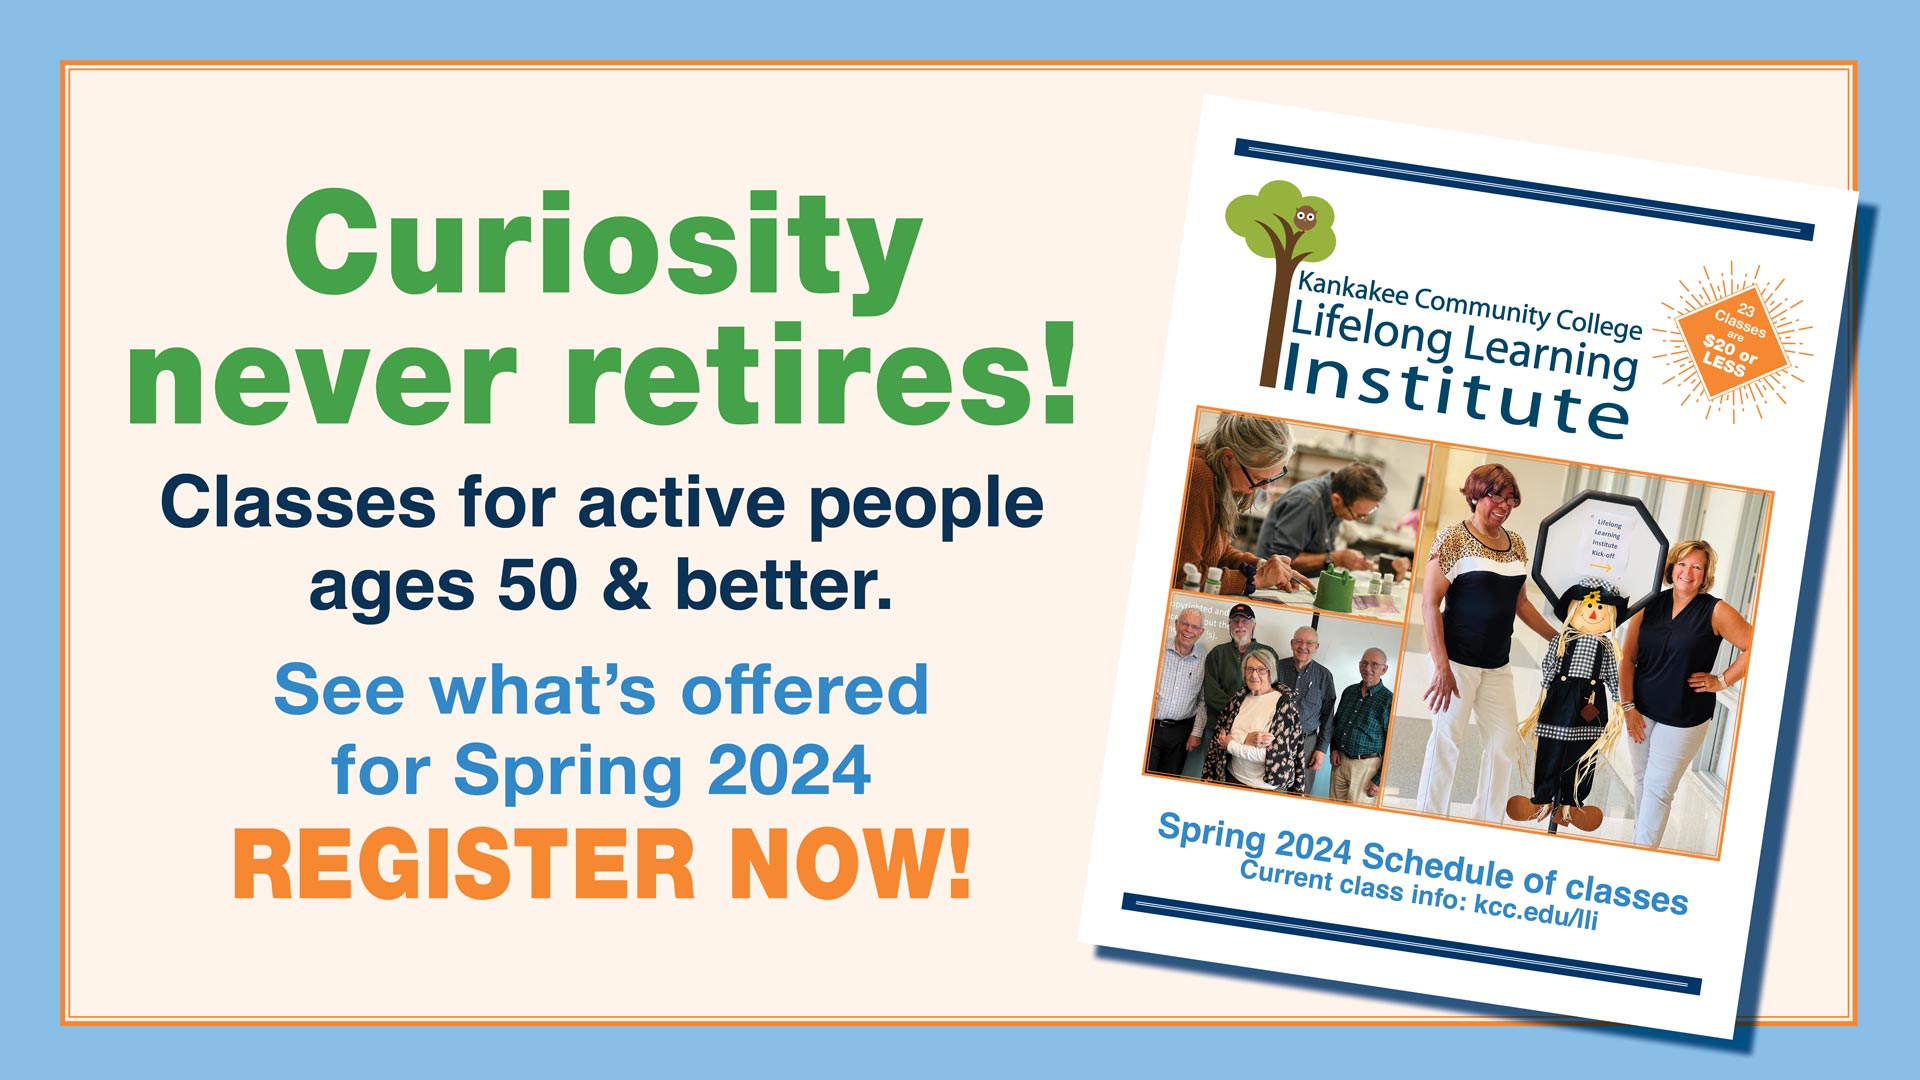 Curiosity
never retires!
Classes for active people
ages 50 & better.
See what's offered
for Spring 2024
REGISTER NOW!
Kankakee Community College
Lifelong Learning
Institute
23
Classes
are
$20 or
LESS
Lifelong
Learning
Institute
Kick-off
Spring 2024 Schedule of classes
Current class info: kcc.edu/lli